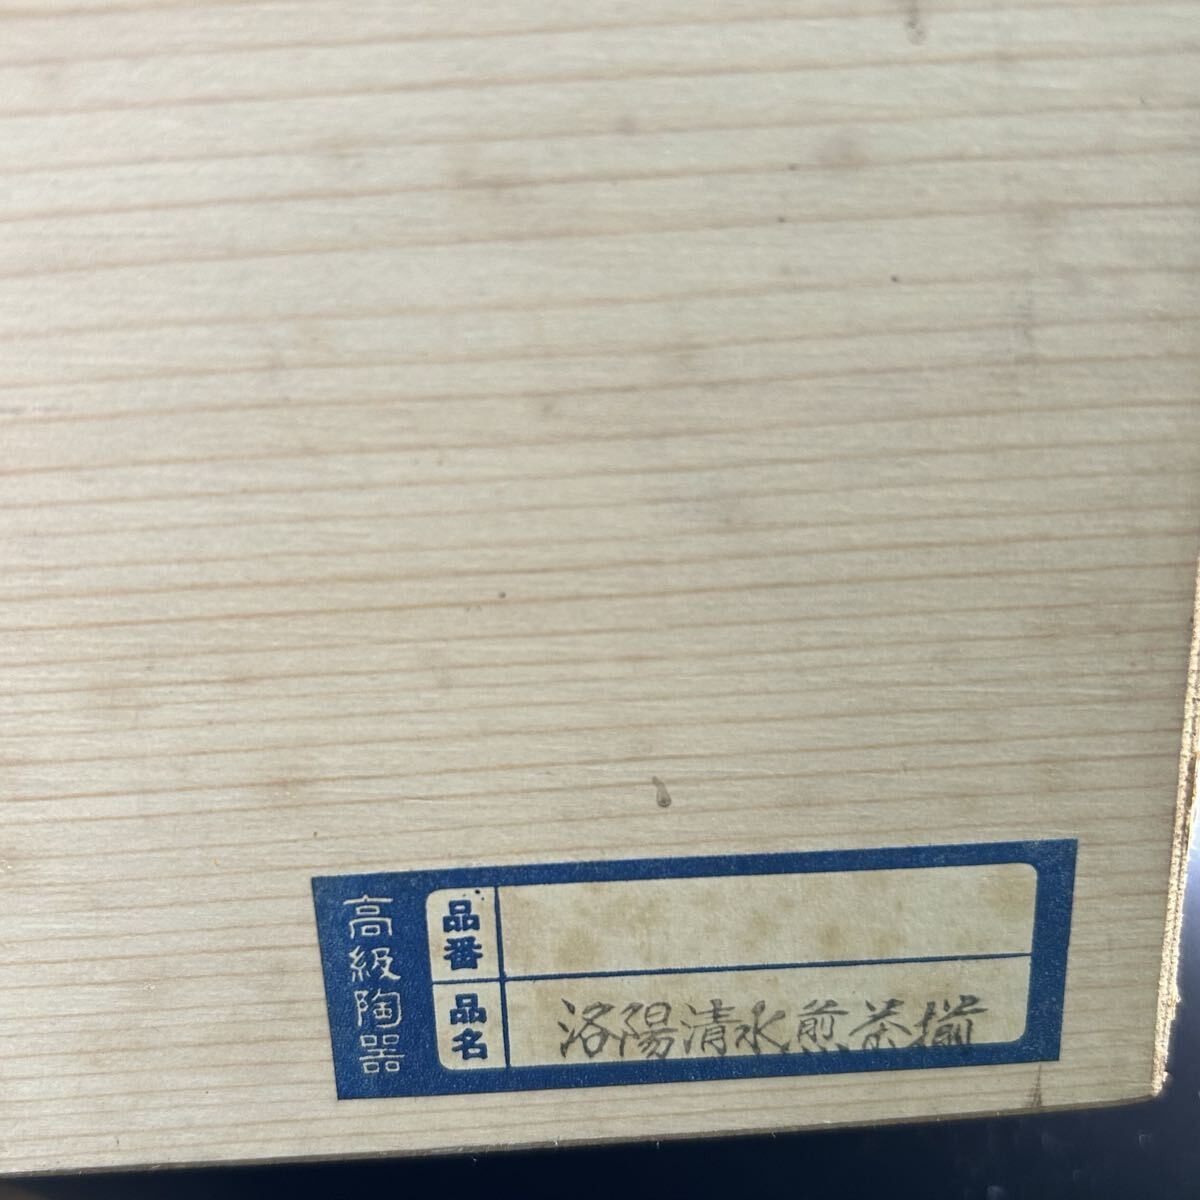 高級陶器
品番
品名 洛陽清水煎茶揃